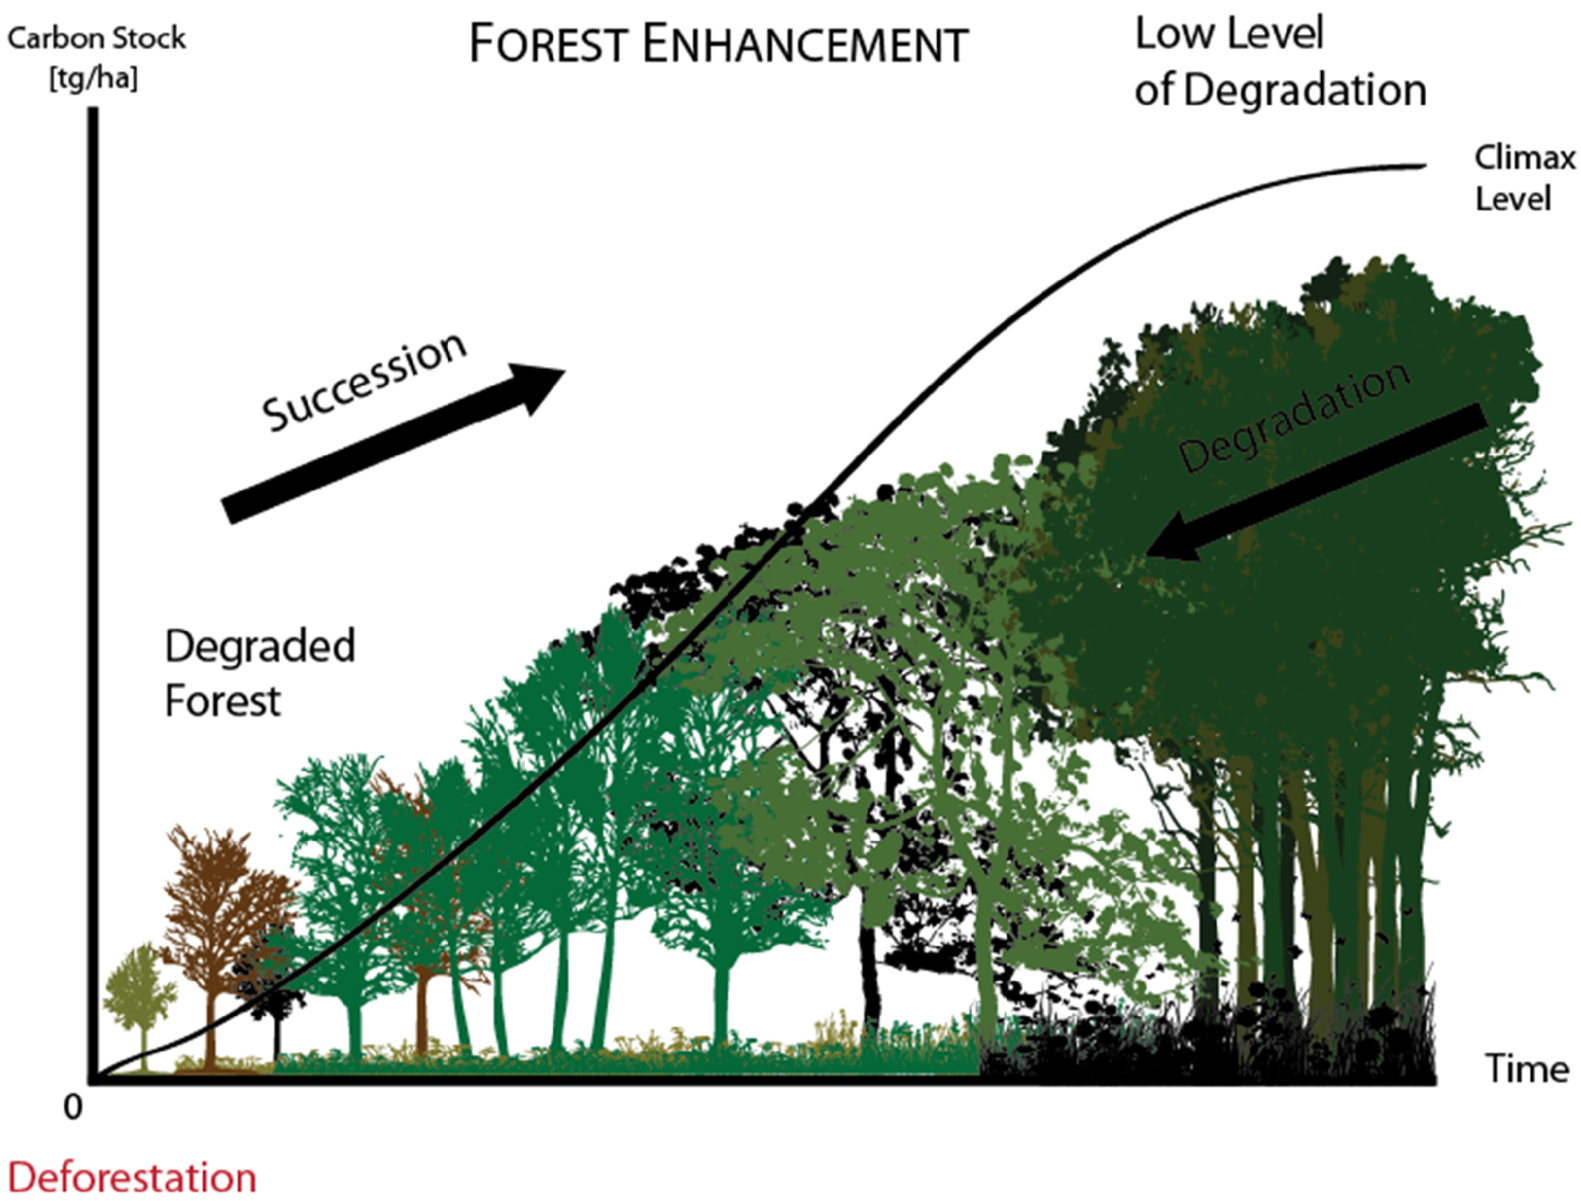 Carbon Stock
[tg/ha]
FOREST ENHANCEMENT
Low Level
of Degradation
Climax
Level
Succession
Degradation
Degraded
Forest
Time
0
Deforestation